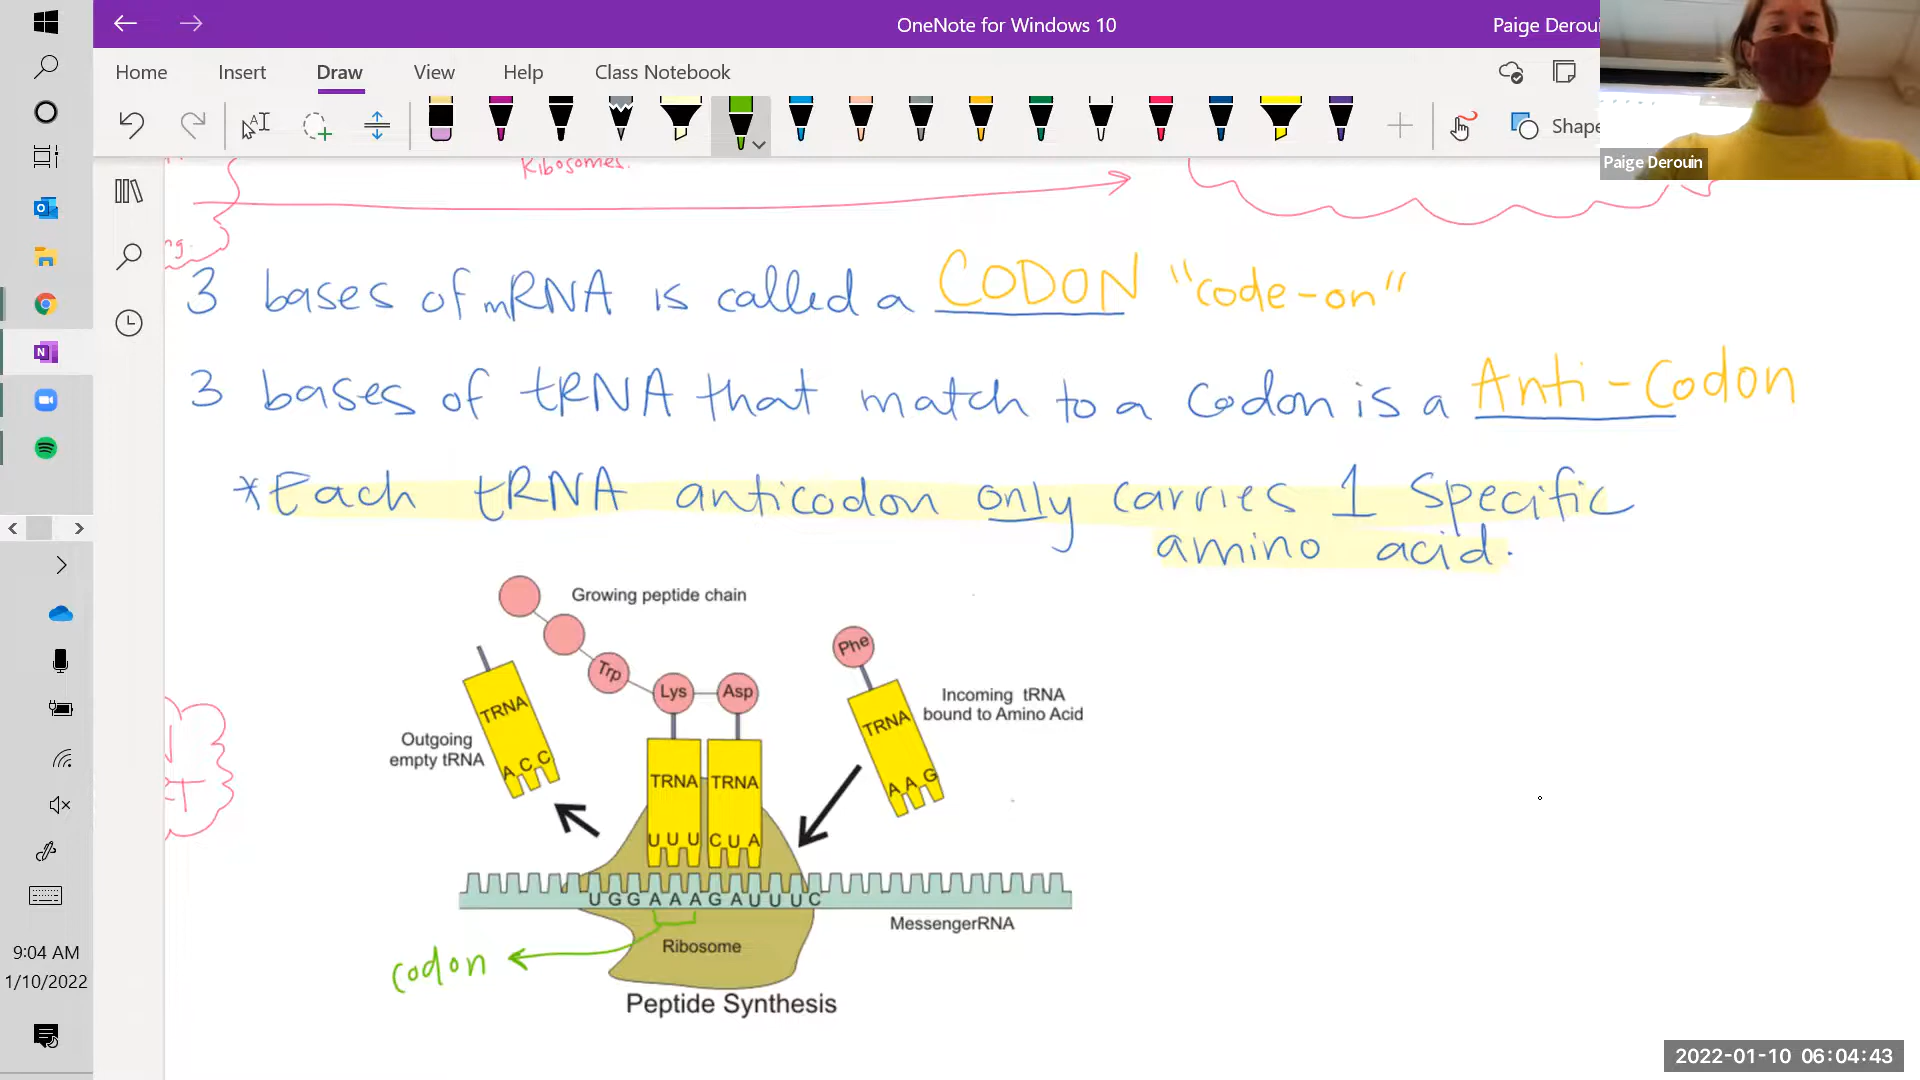 OneNote for Windows 10
Paige Deroui
Home Insert Draw View Help Class Notebook
Shape
Paige Derouin
Ribosomes.
ng.
3 bases of mRNA is called a CODON "code-on"
3 bases of tRNA that match to a codon is a Anti-Codon
*Each tRNA anticodon only carries 1 specific
amino acid.
Growing peptide chain
Phe
Trp
Lys
Asp
TRNA
Incoming tRNA
bound to Amino Acid
TRNA
Outgoing
empty tRNA
A C C
TRNA
TRNA
A A G
U U U
C U A
U G G A A A G A U U U C
MessengerRNA
Ribosome
codon
Peptide Synthesis
9:04 AM
1/10/2022
2022-01-10 06:04:43